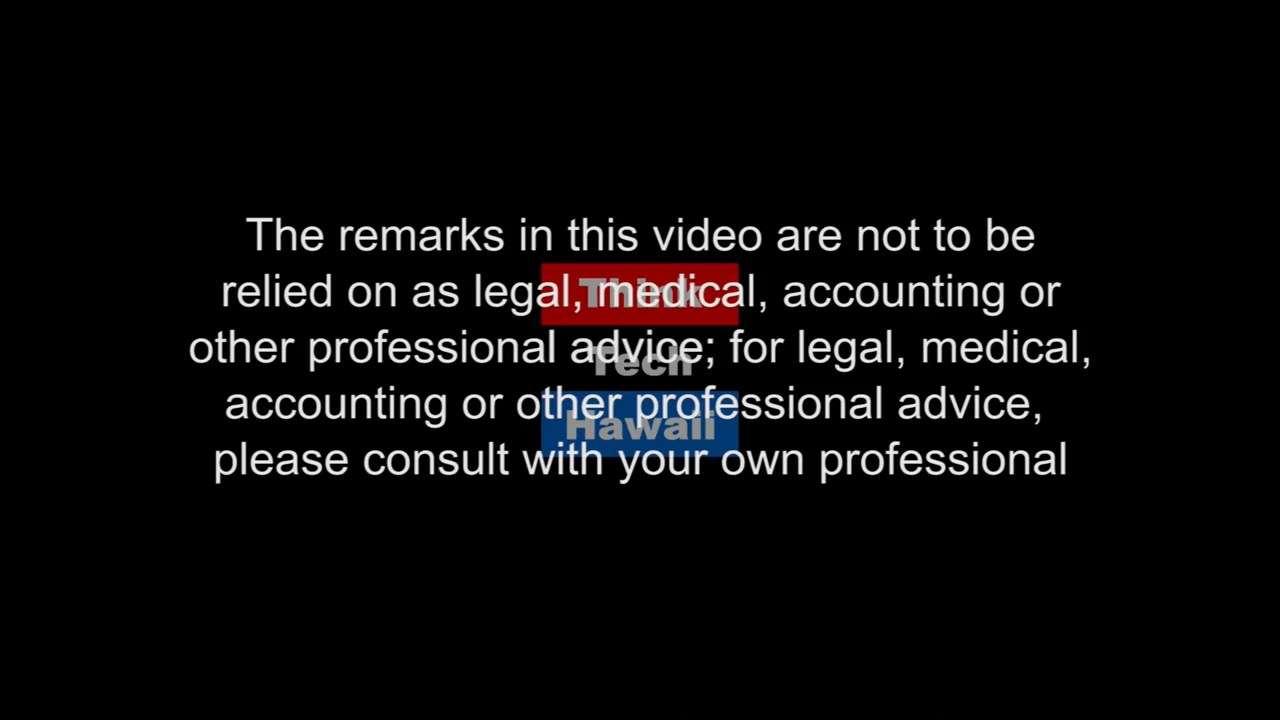 The remarks in this video are not to be
relied on as legal, medical, accounting or
other professional advice; for legal, medical,
accounting or other professional advice,
please consult with your own professional
Think
Tech
Hawaii